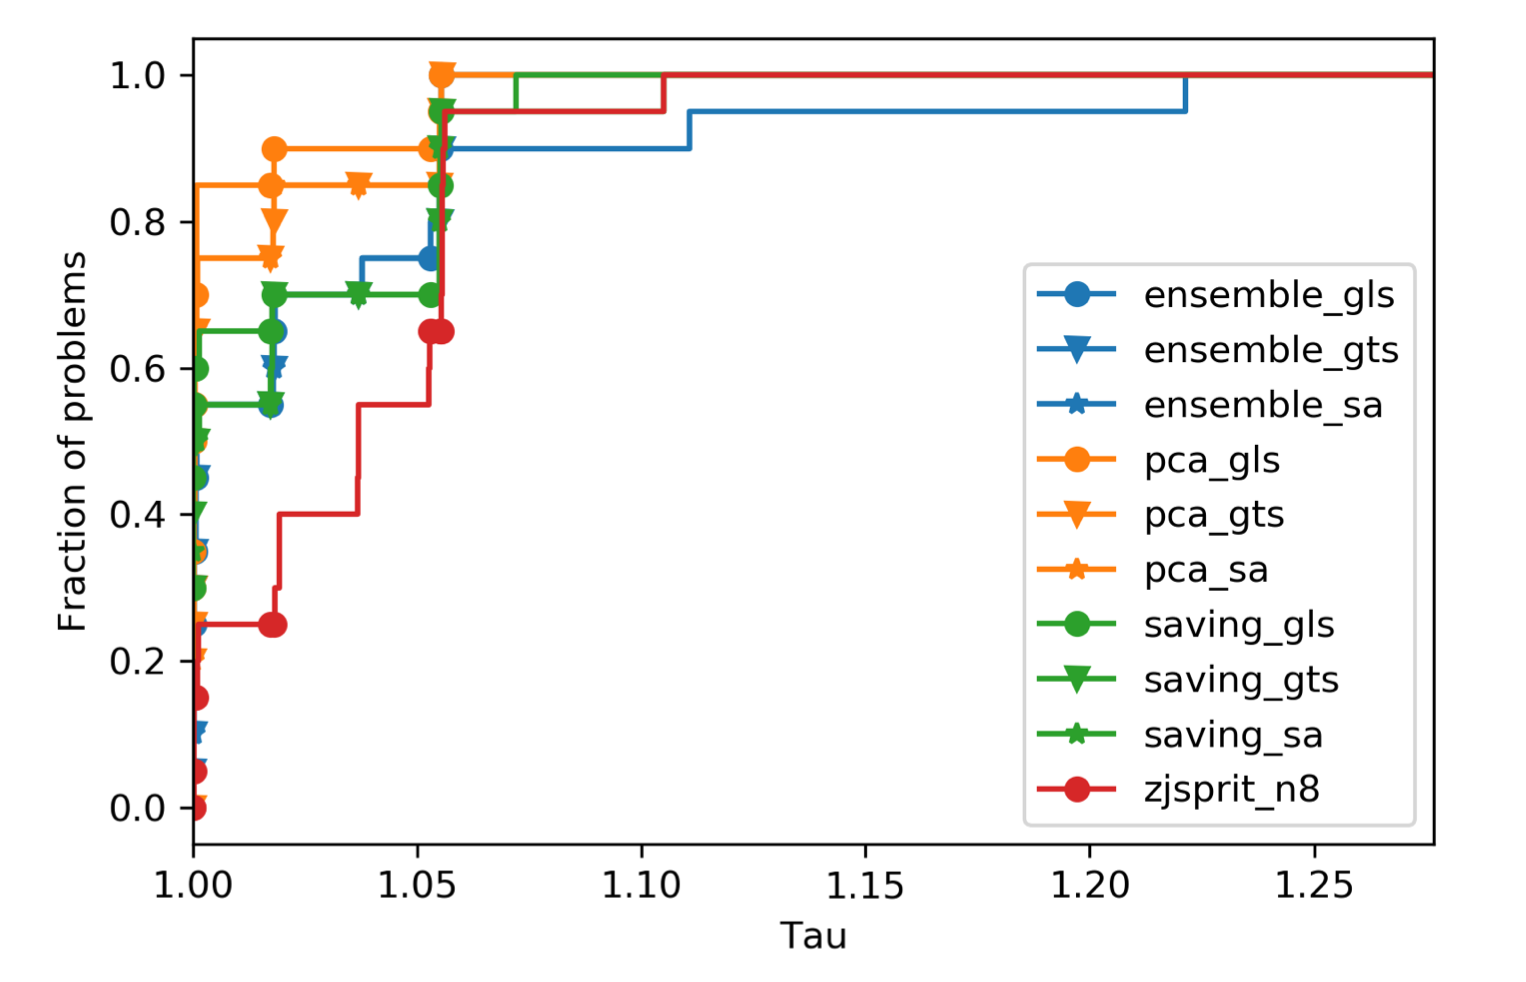 1.0
0.8
0.6
0.4
0.2
0.0
Fraction of problems
1.00 1.05 1.10 1.15 1.20 1.25
Tau
ensemble_gls
ensemble_gts
ensemble_sa
pca_gls
pca_gts
pca_sa
saving_gls
saving_gts
saving_sa
zjsprit_n8